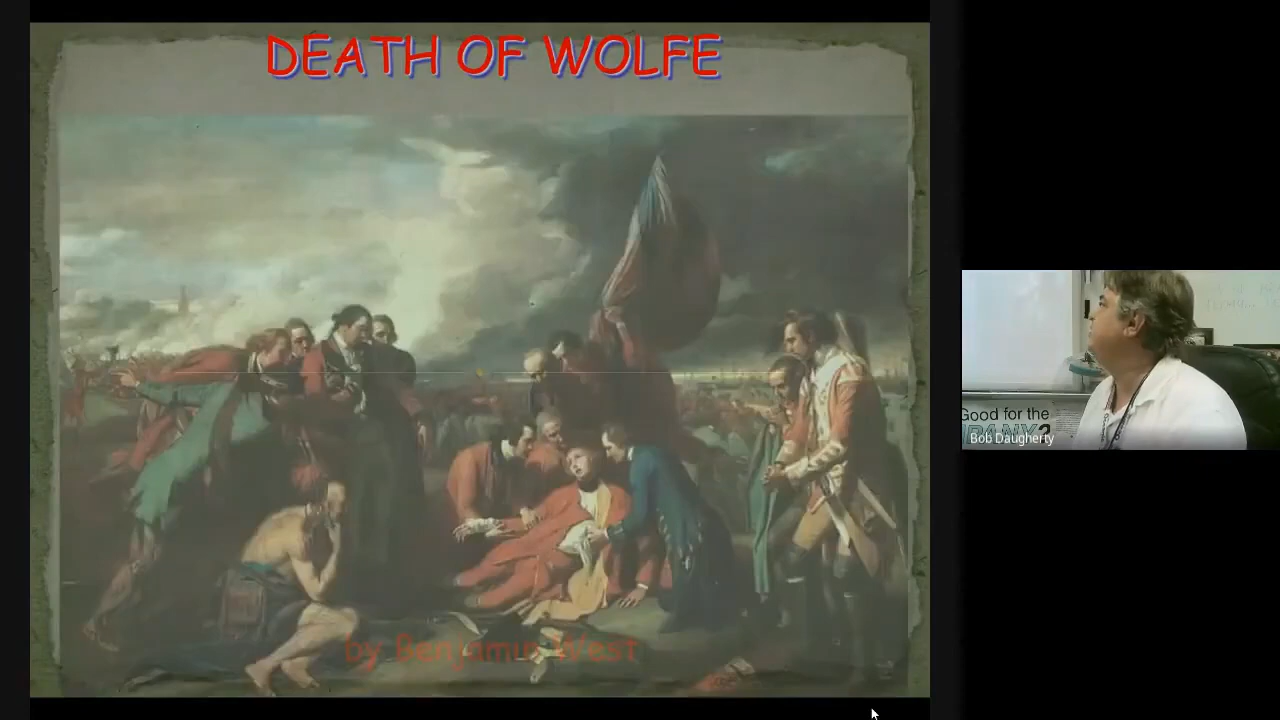 DEATH OF WOLFE
by Benjamin West
Good for the
Bob Daugherty